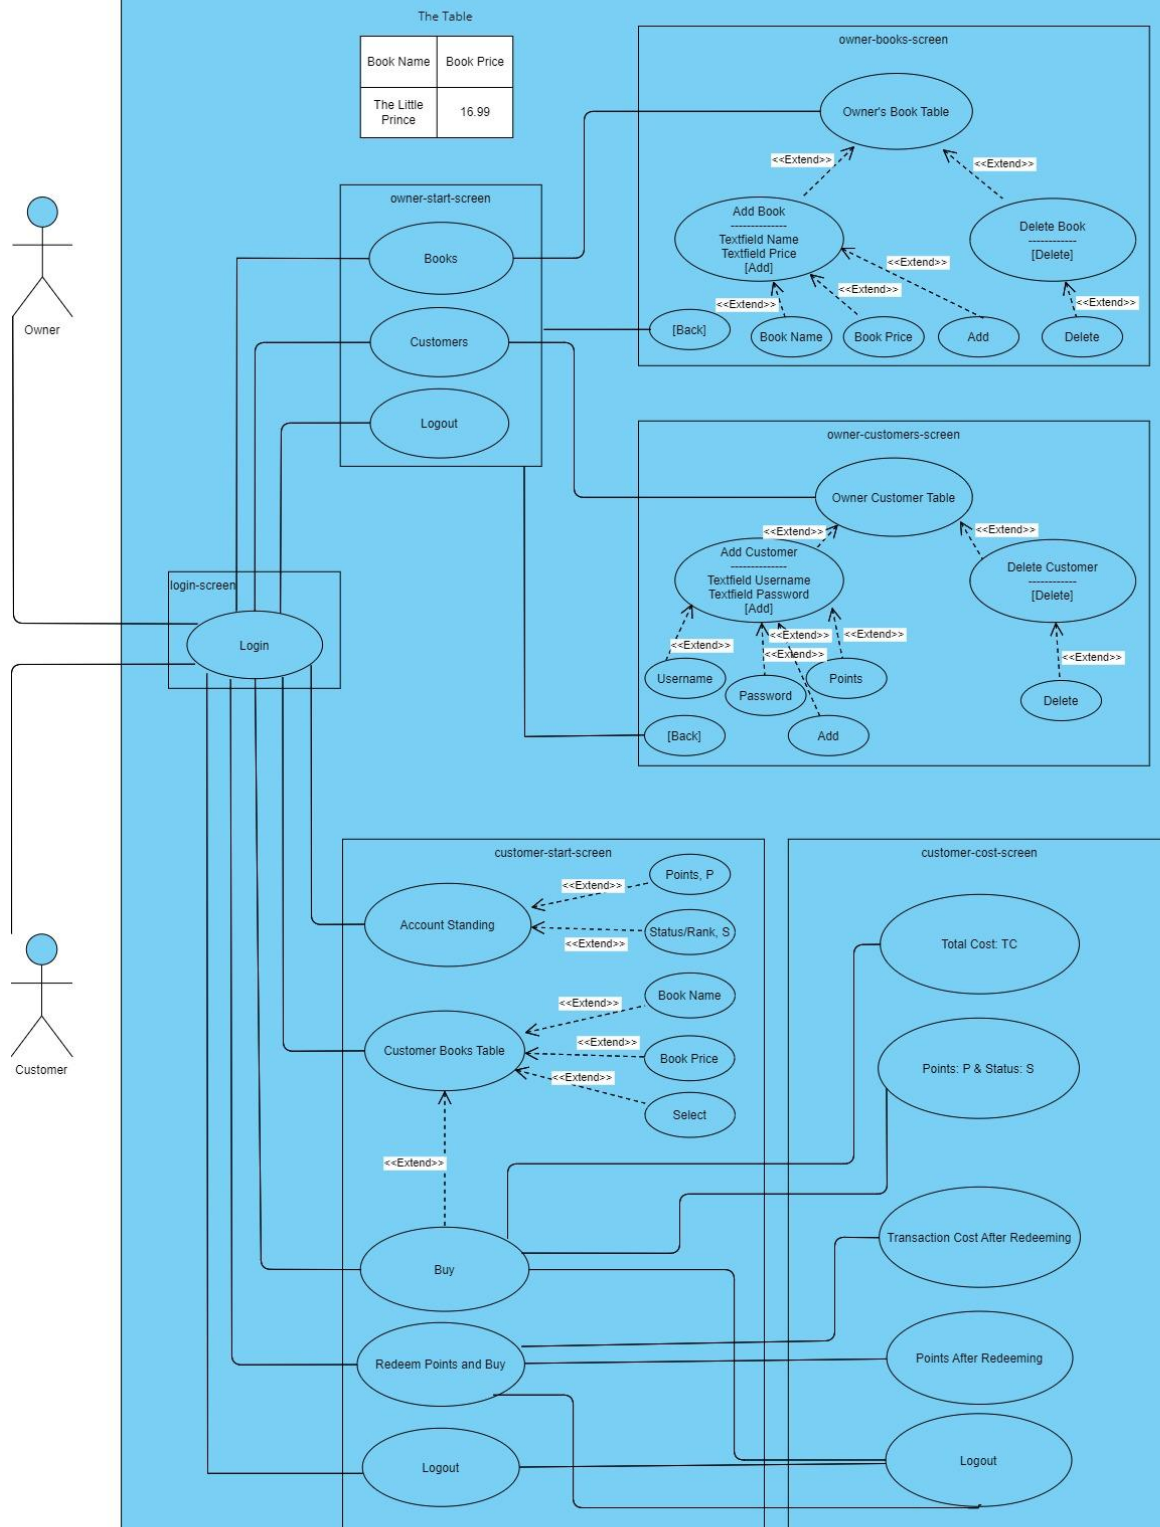 The Table
Book Name
Book Price
The Little
Prince
16.99
owner-books-screen
Owner's Book Table
<<Extend>>
<<Extend>>
Add Book
---------------
Textfield Name
Textfield Price
[Add]
Delete Book
------------
[Delete]
<<Extend>>
<<Extend>>
<<Extend>>
<<Extend>>
[Back]
Book Name
Book Price
Add
Delete
owner-start-screen
Books
Customers
Logout
Owner
owner-customers-screen
Owner Customer Table
<<Extend>>
<<Extend>>
Add Customer
---------------
Textfield Username
Textfield Password
[Add]
Delete Customer
-------------
[Delete]
<<Extend>>
<<Extend>>
<<Extend>>
<<Extend>>
<<Extend>>
Username
Password
Points
Delete
[Back]
Add
login-screen
Login
Customer
customer-start-screen
Points, P
<<Extend>>
Account Standing
Status/Rank, S
<<Extend>>
Book Name
<<Extend>>
Customer Books Table
<<Extend>>
Book Price
<<Extend>>
Select
<<Extend>>
Buy
Redeem Points and Buy
Logout
customer-cost-screen
Total Cost: TC
Points: P & Status: S
Transaction Cost After Redeeming
Points After Redeeming
Logout